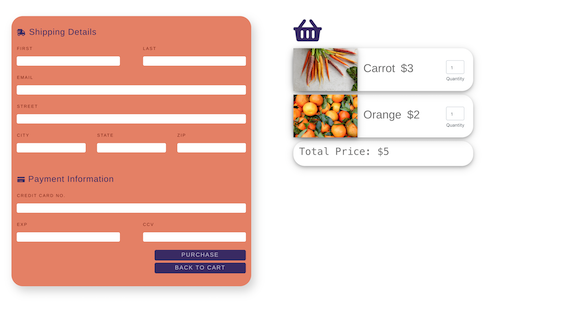 Shipping Details
FIRST LAST
EMAIL
STREET
CITY STATE ZIP
Payment Information
CREDIT CARD NO.
EXP. CCV
PURCHASE
BACK TO CART
Carrot $3
1
Quantity
Orange $2
1
Quantity
Total Price: $5